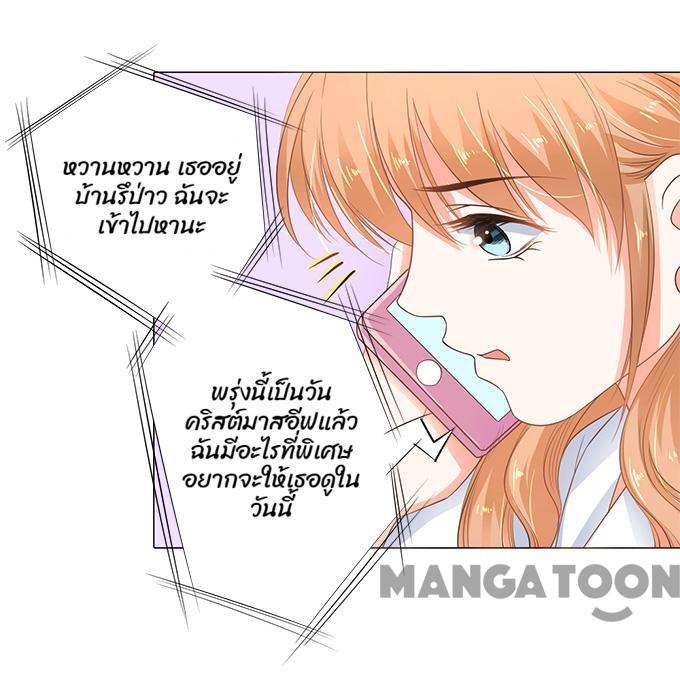 หวานหวาน เธออยู่
บ้านรึป่าว ฉันจะ
เข้าไปหานะ
พรุ่งนี้เป็นวัน
คริสต์มาสอีฟแล้ว
ฉันมีอะไรที่พิเศษ
อยากจะให้เธอดูใน
วันนี้
MANGATOON